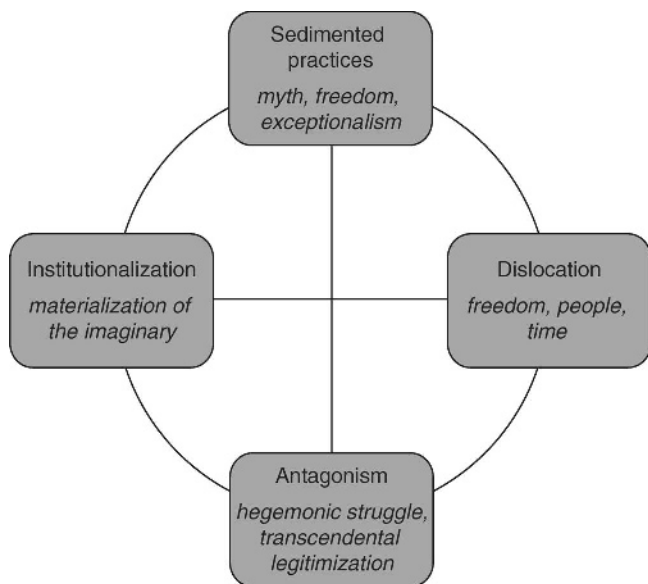 Sedimented
practices
myth, freedom,
exceptionalism
Institutionalization
materialization of
the imaginary
Dislocation
freedom, people,
time
Antagonism
hegemonic struggle,
transcendental
legitimization